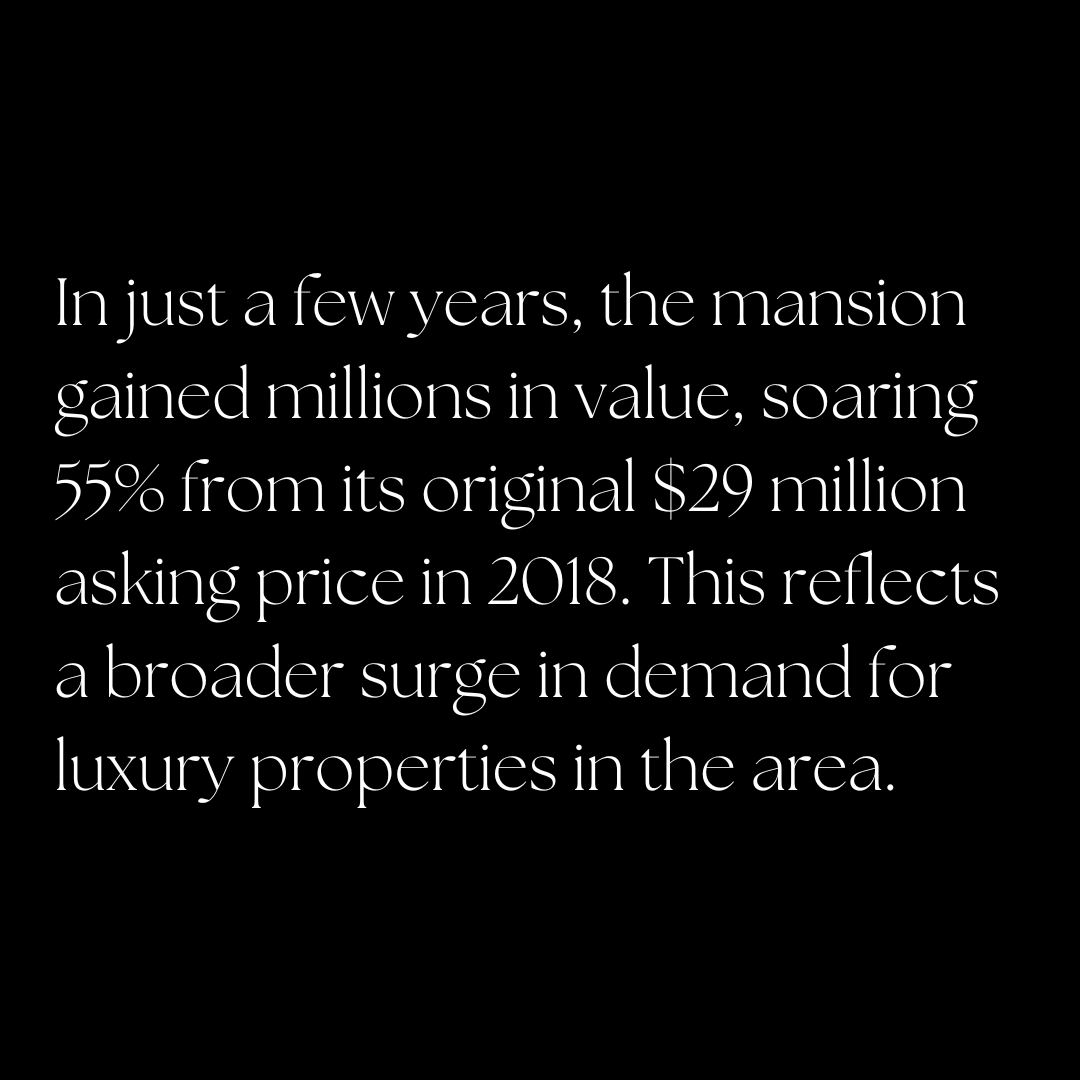 In just a few years, the mansion
gained millions in value, soaring
55% from its original $29 million
asking price in 2018. This reflects
a broader surge in demand for
luxury properties in the area.